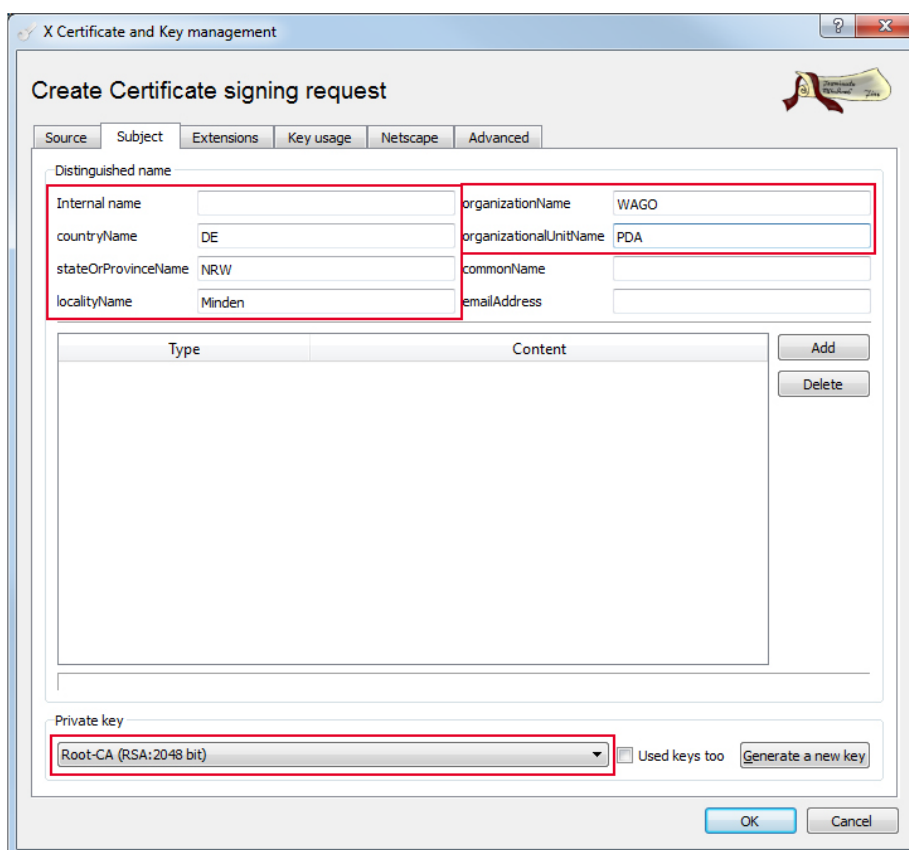 X Certificate and Key management
Create Certificate signing request
Source Subject Extensions Key usage Netscape Advanced
Distinguished name
Internal name organizationName WAGO
countryName DE organizationalUnitName PDA
stateOrProvinceName NRW commonName
localityName Minden emailAddress
Type Content Add
Delete
Private key
Root-CA (RSA:2048 bit) Used keys too Generate a new key
OK Cancel